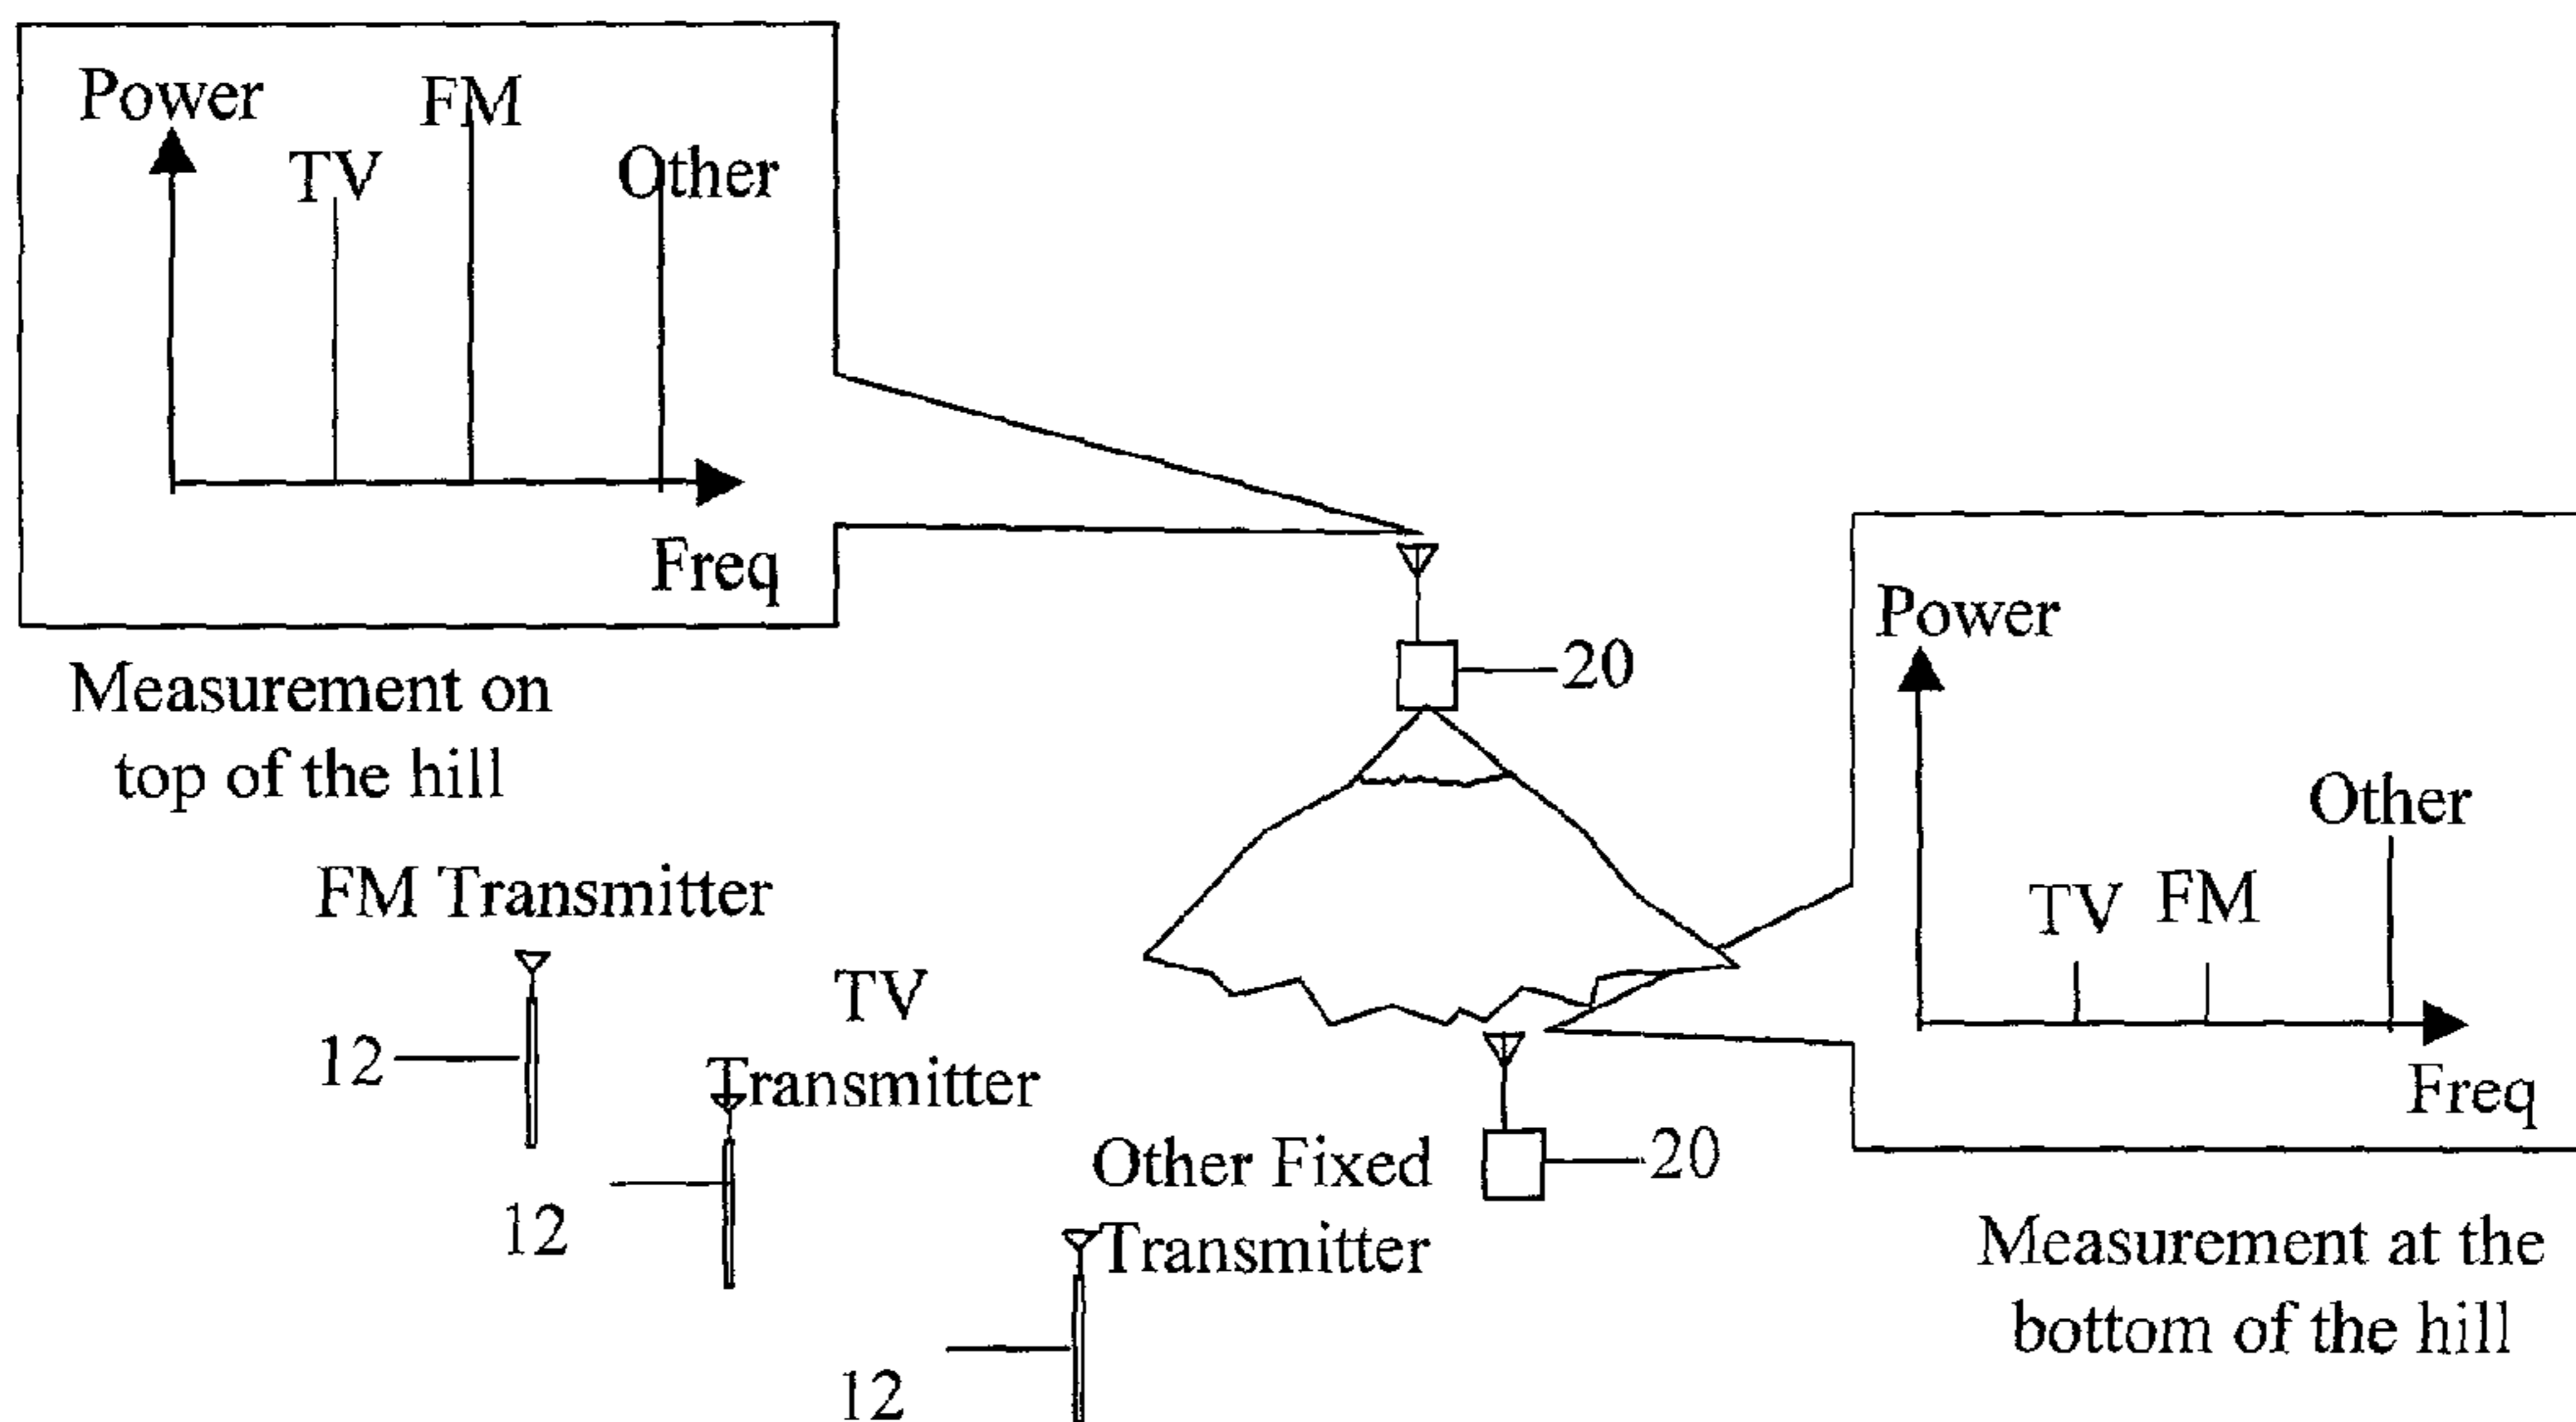 Power
FM
TV
Other
Freq
Measurement on
top of the hill
20
Power
Other
TV
FM
Freq
Measurement at the
bottom of the hill
FM Transmitter
12
TV
Transmitter
12
Other Fixed
Transmitter
12
20